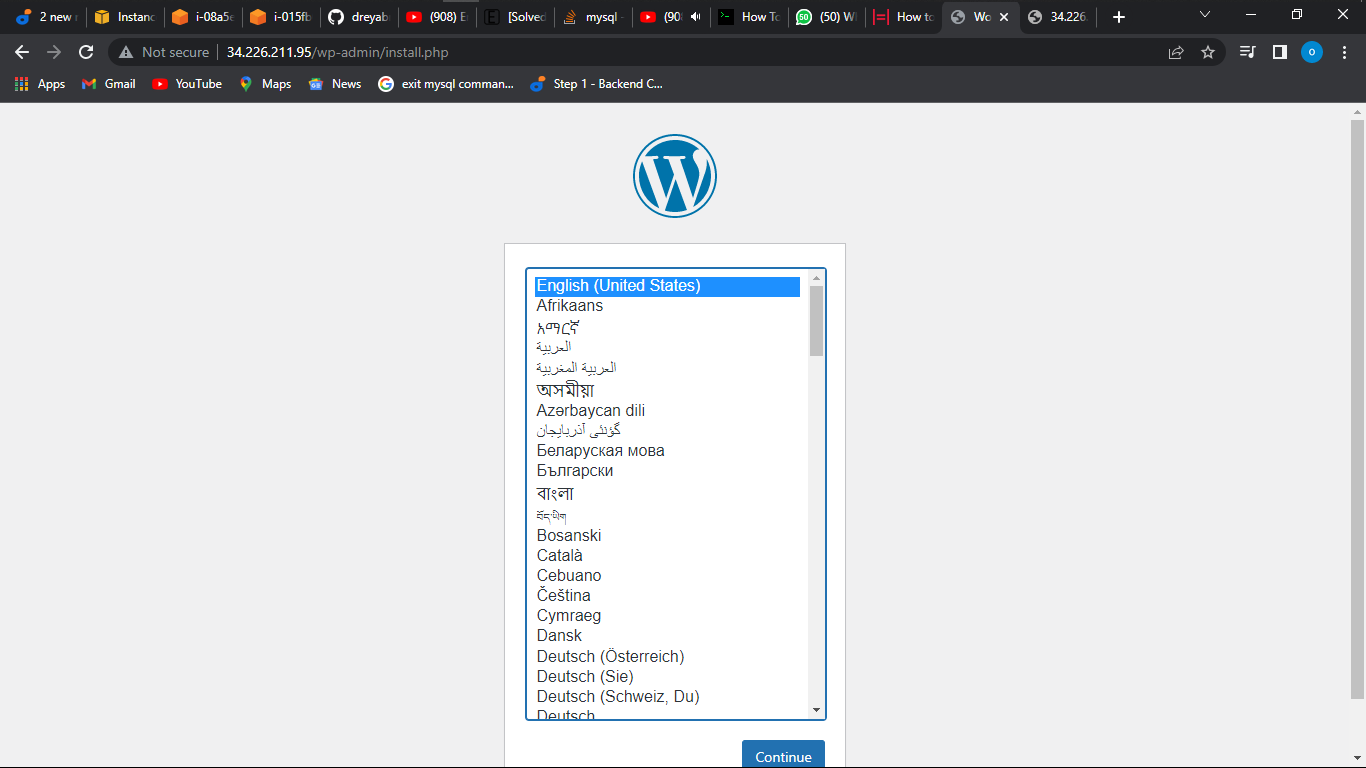 2 new
Instanc
i-08a5e
i-015fb
dreyab
(908) E
[Solved
mysql
(90
How To
(50) W
How to
Wo
34.226.
Not secure
34.226.211.95/wp-admin/install.php
o
Apps
Gmail
YouTube
Maps
News
exit mysql comman...
Step 1 - Backend C...
English (United States)
Afrikaans
አማርኛ
العربية
العربية المغربية
অসমীয়া
Azərbaycan dili
گؤنئی آذربایجان
Беларуская мова
Български
বাংলা
བོད་ཡིག
Bosanski
Català
Cebuano
Čeština
Cymraeg
Dansk
Deutsch (Österreich)
Deutsch (Sie)
Deutsch (Schweiz, Du)
Deutsch
Continue